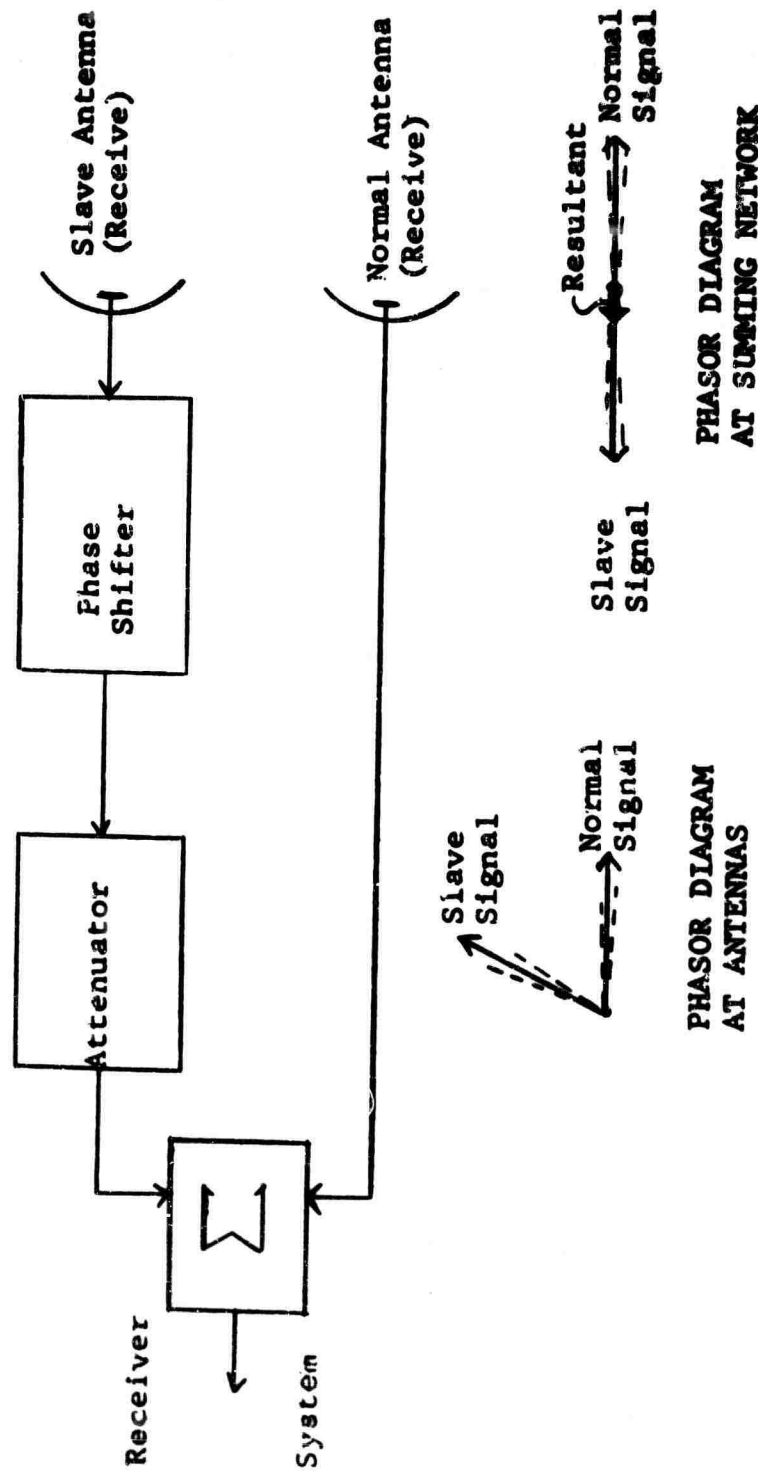 Slave Antenna
(Receive)
Phase
Shifter
Attenuator
Σ
Receiver
System
Normal Antenna
(Receive)
Slave
Signal
Normal
Signal
PHASOR DIAGRAM
AT ANTENNAS
Resultant
Slave
Signal
Normal
Signal
PHASOR DIAGRAM
AT SUMMING NETWORK